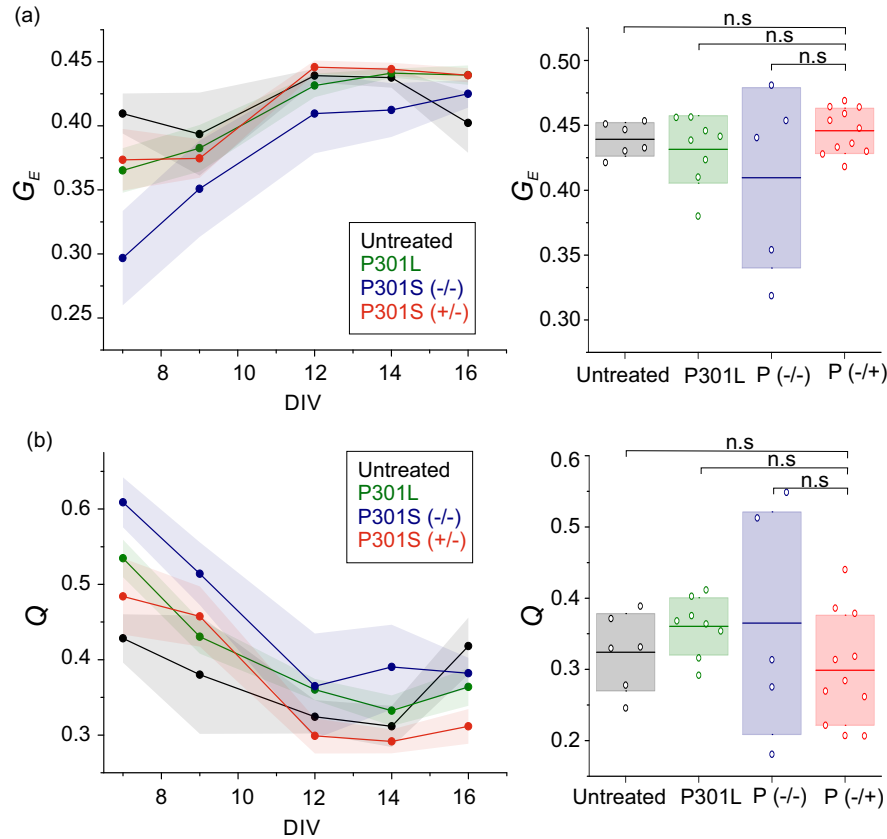 (a)
n.s
n.s
n.s
G_E
0.45
0.40
0.35
0.30
0.25
Untreated
P301L
P301S (-/-)
P301S (+/-)
8
10
12
14
16
DIV
G_E
0.50
0.45
0.40
0.35
0.30
Untreated
P301L
P (-/-)
P (-/+)
(b)
n.s
n.s
n.s
Q
0.6
0.5
0.4
0.3
Untreated
P301L
P301S (-/-)
P301S (+/-)
8
10
12
14
16
DIV
Q
0.6
0.5
0.4
0.3
0.2
Untreated
P301L
P (-/-)
P (-/+)